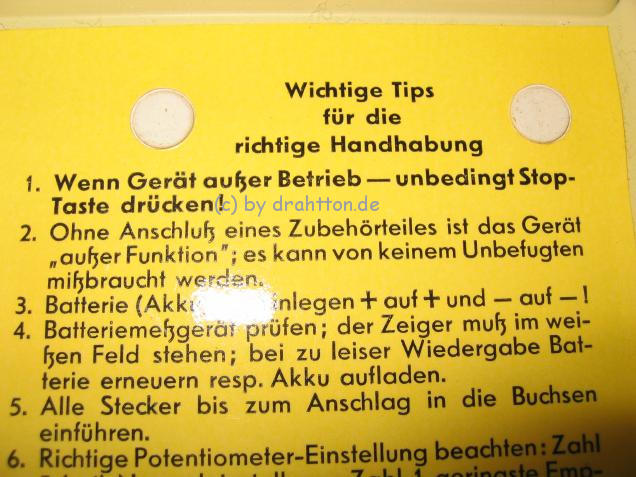 Wichtige Tips
für die
richtige Handhabung
1. Wenn Gerät außer Betrieb — unbedingt Stop-
Taste drücken!
(c) by drahtton.de
2. Ohne Anschluß eines Zubehörteiles ist das Gerät
„außer Funktion"; es kann von keinem Unbefugten
mißbraucht werden.
3. Batterie (Akku einlegen + auf + und — auf — !
4. Batteriemeßgerät prüfen; der Zeiger muß im wei-
ßen Feld stehen; bei zu leiser Wiedergabe Bat-
terie erneuern resp. Akku aufladen.
5. Alle Stecker bis zum Anschlag in die Buchsen
einführen.
6. Richtige Potentiometer-Einstellung beachten: Zahl
Zahl 1 geringste Emp-